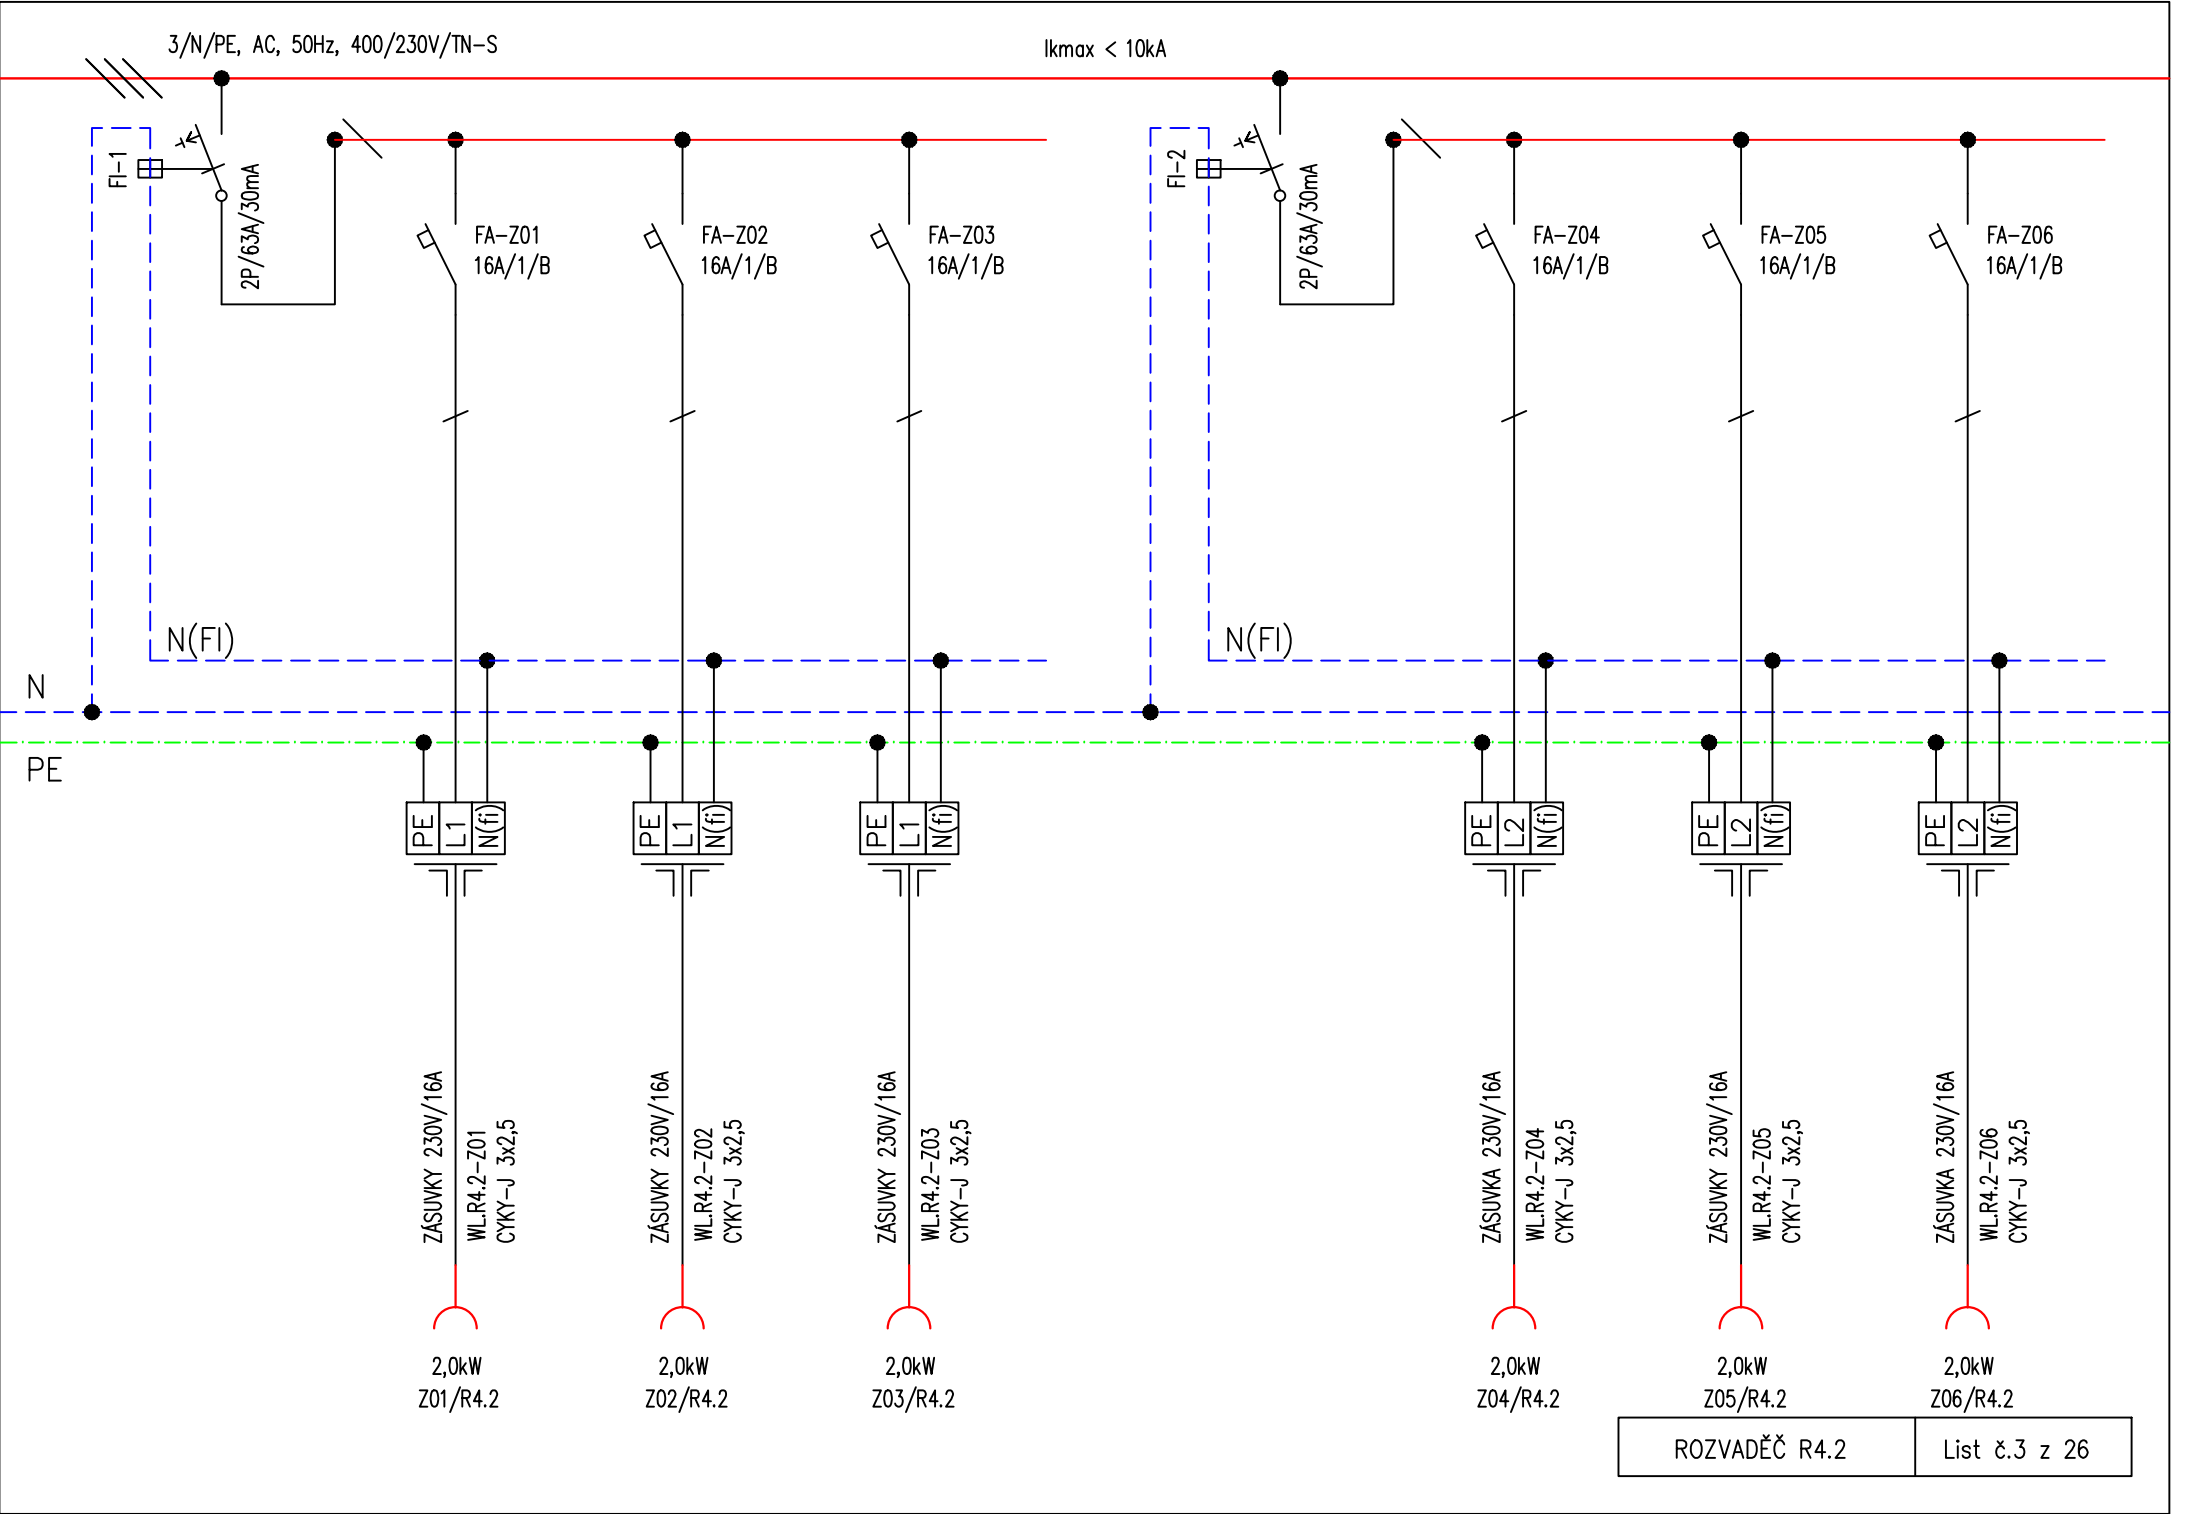 3/N/PE, AC, 50Hz, 400/230V/TN-S
Ikmax < 10kA
FI-1
2P/63A/30mA
FA-Z01
16A/1/B
FA-Z02
16A/1/B
FA-Z03
16A/1/B
FI-2
2P/63A/30mA
FA-Z04
16A/1/B
FA-Z05
16A/1/B
FA-Z06
16A/1/B
N(FI)
N(FI)
N
PE
PE
L1
N(fi)
PE
L1
N(fi)
PE
L1
N(fi)
PE
L2
N(fi)
PE
L2
N(fi)
PE
L2
N(fi)
ZÁSUVKY 230V/16A
WL.R4.2-Z01
CYKY-J 3x2,5
ZÁSUVKY 230V/16A
WL.R4.2-Z02
CYKY-J 3x2,5
ZÁSUVKY 230V/16A
WL.R4.2-Z03
CYKY-J 3x2,5
ZÁSUVKA 230V/16A
WL.R4.2-Z04
CYKY-J 3x2,5
ZÁSUVKY 230V/16A
WL.R4.2-Z05
CYKY-J 3x2,5
ZÁSUVKA 230V/16A
WL.R4.2-Z06
CYKY-J 3x2,5
2,0kW
Z01/R4.2
2,0kW
Z02/R4.2
2,0kW
Z03/R4.2
2,0kW
Z04/R4.2
2,0kW
Z05/R4.2
2,0kW
Z06/R4.2
ROZVADĚČ R4.2
List č.3 z 26